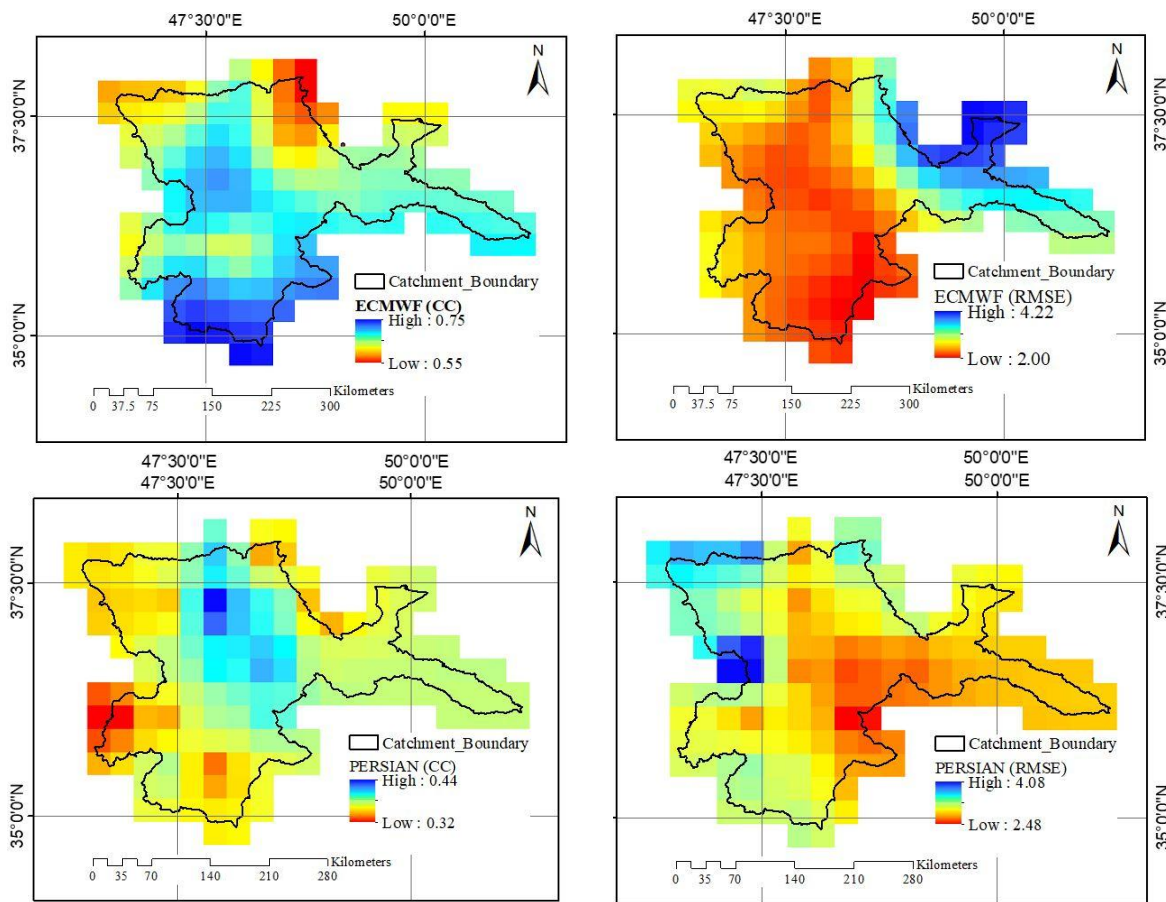 47°30'0"E 50°0'0"E
N
37°30'0"N
35°0'0"N
Catchment_Boundary
ECMWF (CC)
High : 0.75
Low : 0.55
Kilometers
0 37.5 75 150 225 300
47°30'0"E 50°0'0"E
N
37°30'0"N
35°0'0"N
Catchment_Boundary
ECMWF (RMSE)
High : 4.22
Low : 2.00
Kilometers
0 37.5 75 150 225 300
47°30'0"E 50°0'0"E
47°30'0"E 50°0'0"E
N
37°30'0"N
35°0'0"N
Catchment_Boundary
PERSIAN (CC)
High : 0.44
Low : 0.32
Kilometers
0 35 70 140 210 280
47°30'0"E 50°0'0"E
47°30'0"E 50°0'0"E
N
37°30'0"N
35°0'0"N
Catchment_Boundary
PERSIAN (RMSE)
High : 4.08
Low : 2.48
Kilometers
0 35 70 140 210 280